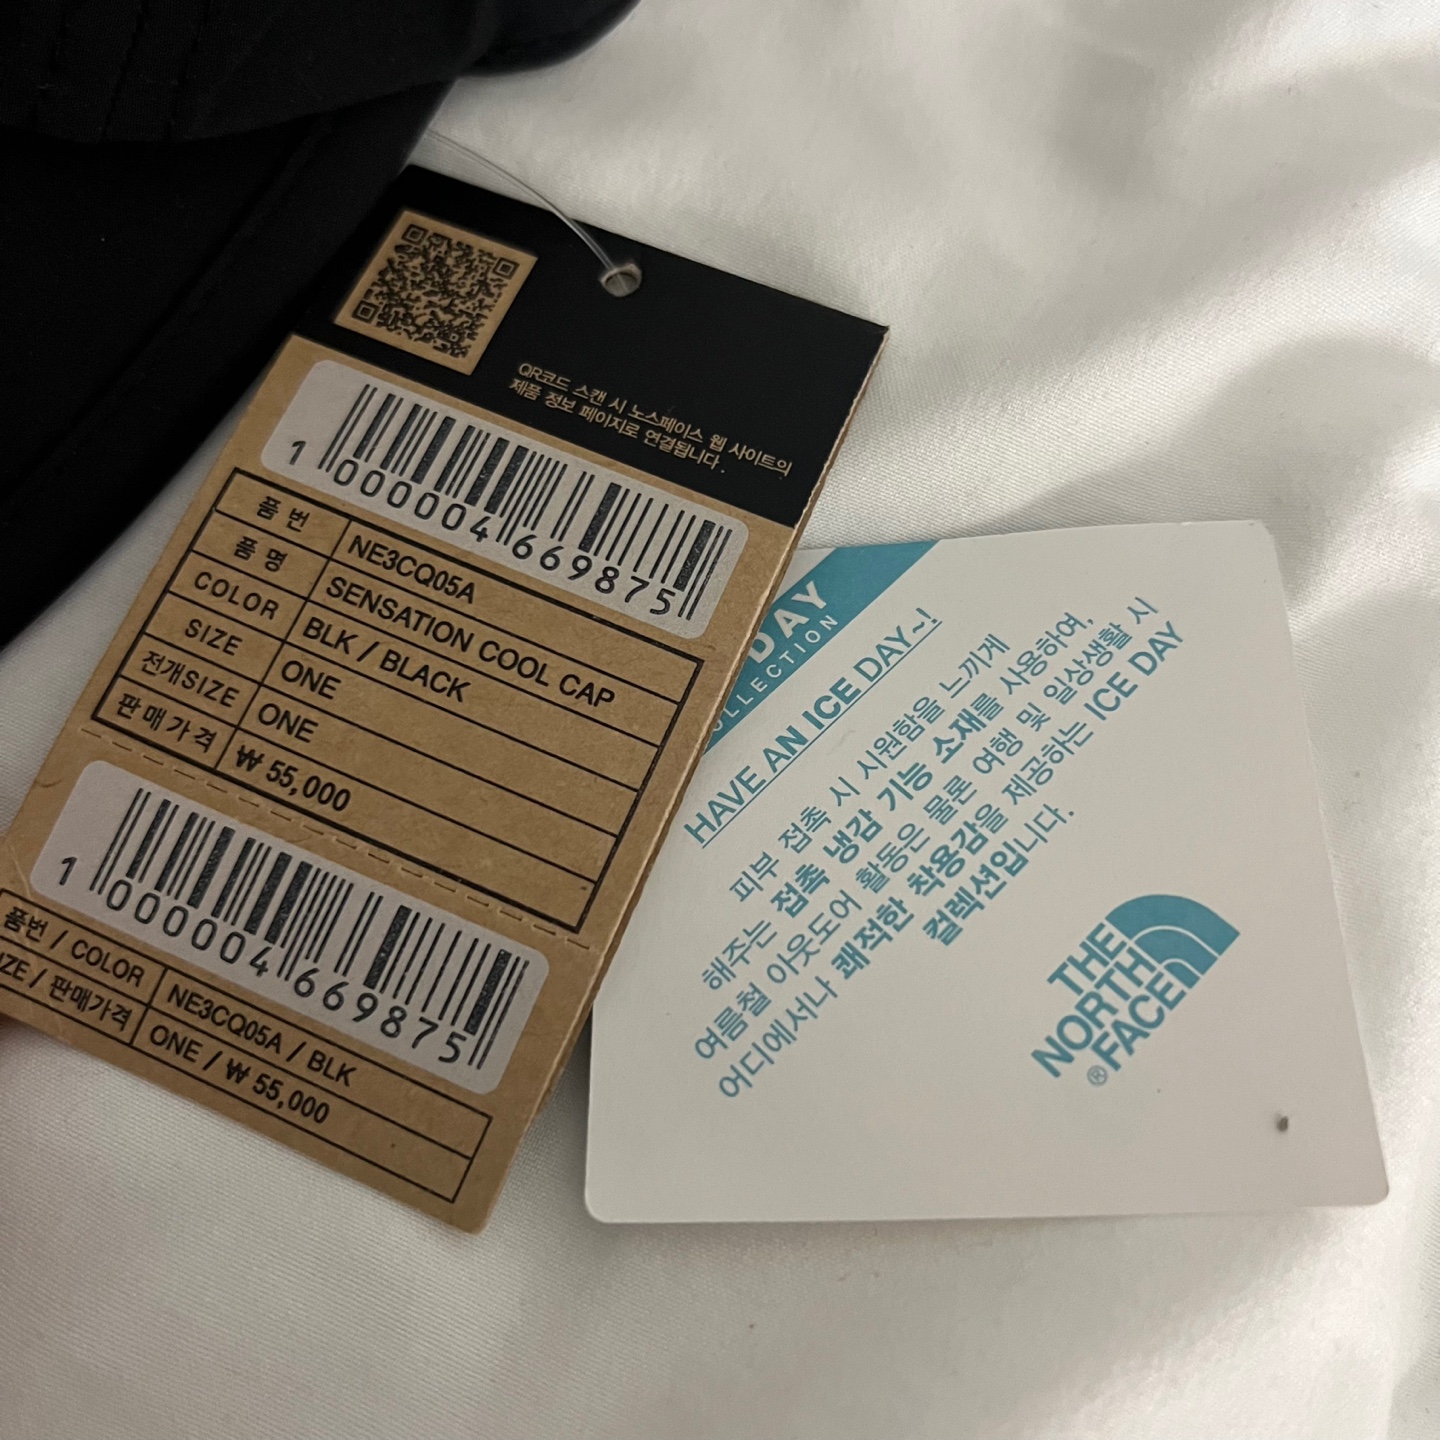 QR코드 스캔 시 노스페이스 웹 사이트의
제품 정보 페이지로 연결됩니다.
1 000004 669875
품번 NE3CQ05A
품명 SENSATION COOL CAP
COLOR BLK / BLACK
SIZE ONE
전개SIZE ONE
판매가격 ₩ 55,000
1 000004 669875
품번 / COLOR NE3CQ05A / BLK
IZE / 판매가격 ONE / ₩ 55,000
DAY
OLLECTION
HAVE AN ICE DAY~!
피부 접촉 시 시원함을 느끼게
해주는 접촉 냉감 기능 소재를 사용하여,
여름철 아웃도어 활동은 물론 여행 및 일상생활 시
어디에서나 쾌적한 착용감을 제공하는 ICE DAY
컬렉션입니다.
THE
NORTH
FACE®